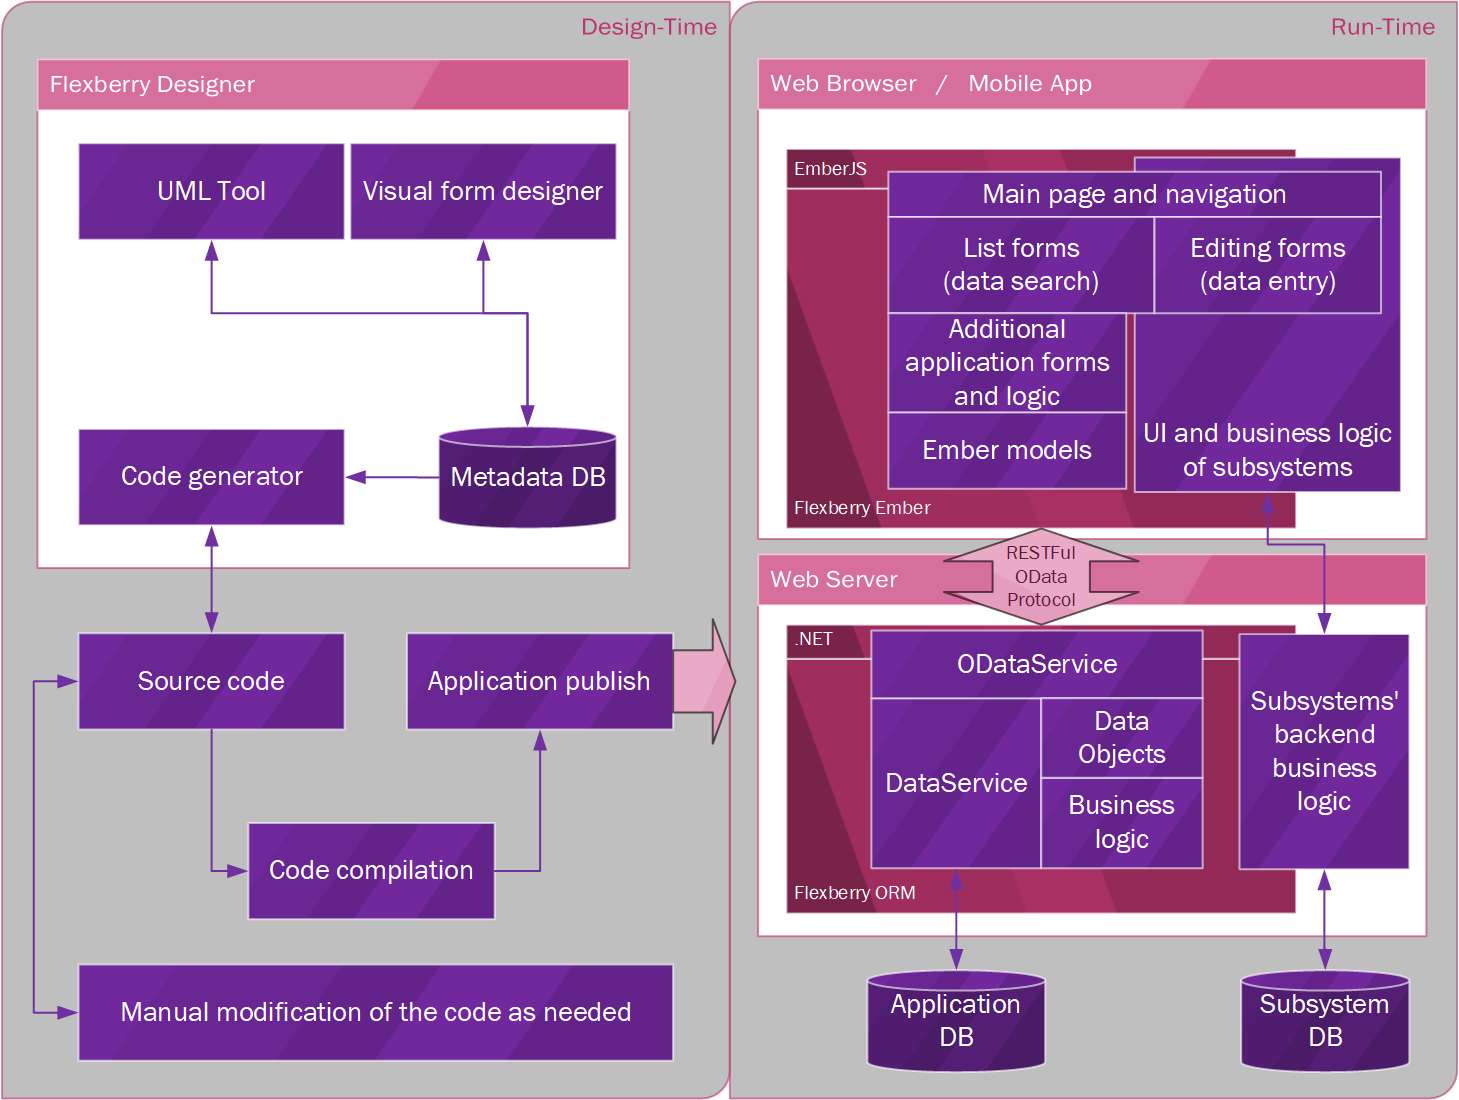 Design-Time
Flexberry Designer
UML Tool
Visual form designer
Code generator
Metadata DB
Source code
Application publish
Code compilation
Manual modification of the code as needed
Run-Time
Web Browser / Mobile App
EmberJS
Main page and navigation
List forms
(data search)
Editing forms
(data entry)
Additional
application forms
and logic
Ember models
UI and business logic
of subsystems
Flexberry Ember
RESTFul
OData
Protocol
Web Server
.NET
ODataService
DataService
Data
Objects
Business
logic
Subsystems'
backend
business
logic
Flexberry ORM
Application
DB
Subsystem
DB